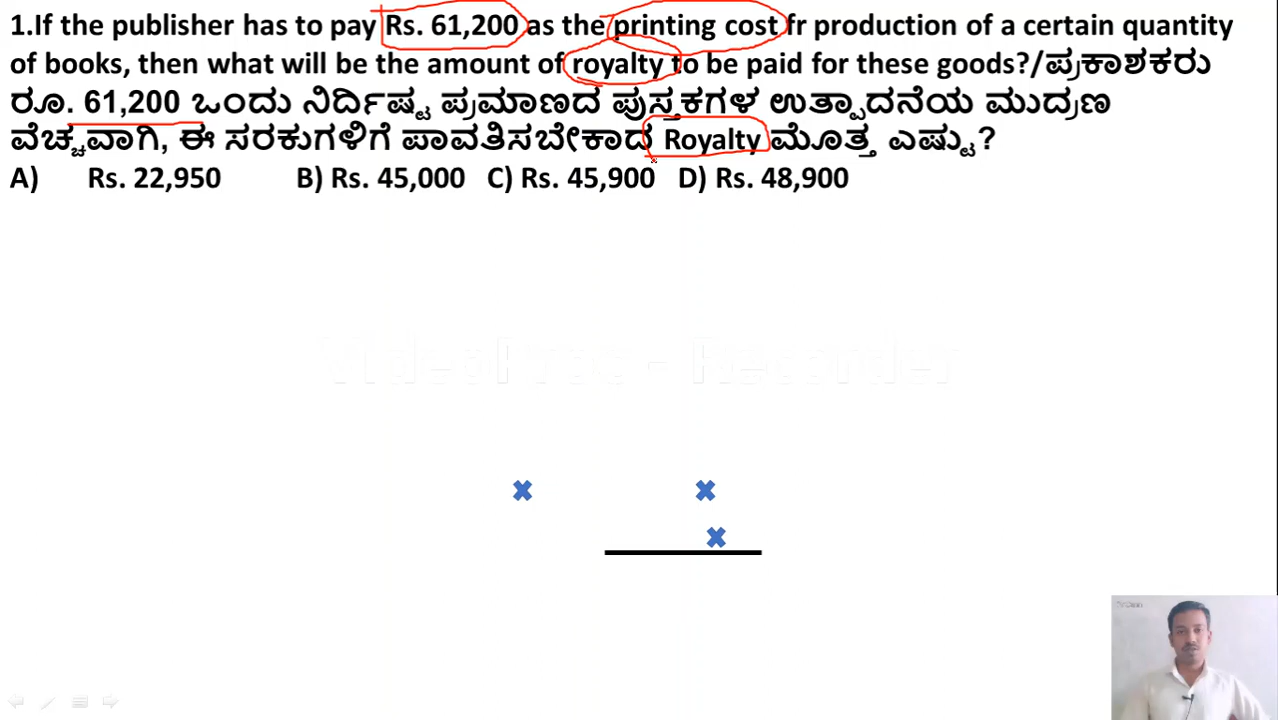 1.If the publisher has to pay Rs. 61,200 as the printing cost fr production of a certain quantity
of books, then what will be the amount of royalty to be paid for these goods?/ಪ್ರಕಾಶಕರು
ರೂ. 61,200 ಒಂದು ನಿರ್ದಿಷ್ಟ ಪ್ರಮಾಣದ ಪುಸ್ತಕಗಳ ಉತ್ಪಾದನೆಯ ಮುದ್ರಣ
ವೆಚ್ಚವಾಗಿ, ಈ ಸರಕುಗಳಿಗೆ ಪಾವತಿಸಬೇಕಾದ Royalty ಮೊತ್ತ ಎಷ್ಟು?
A) Rs. 22,950 B) Rs. 45,000 C) Rs. 45,900 D) Rs. 48,900
VideoProc - Recorder